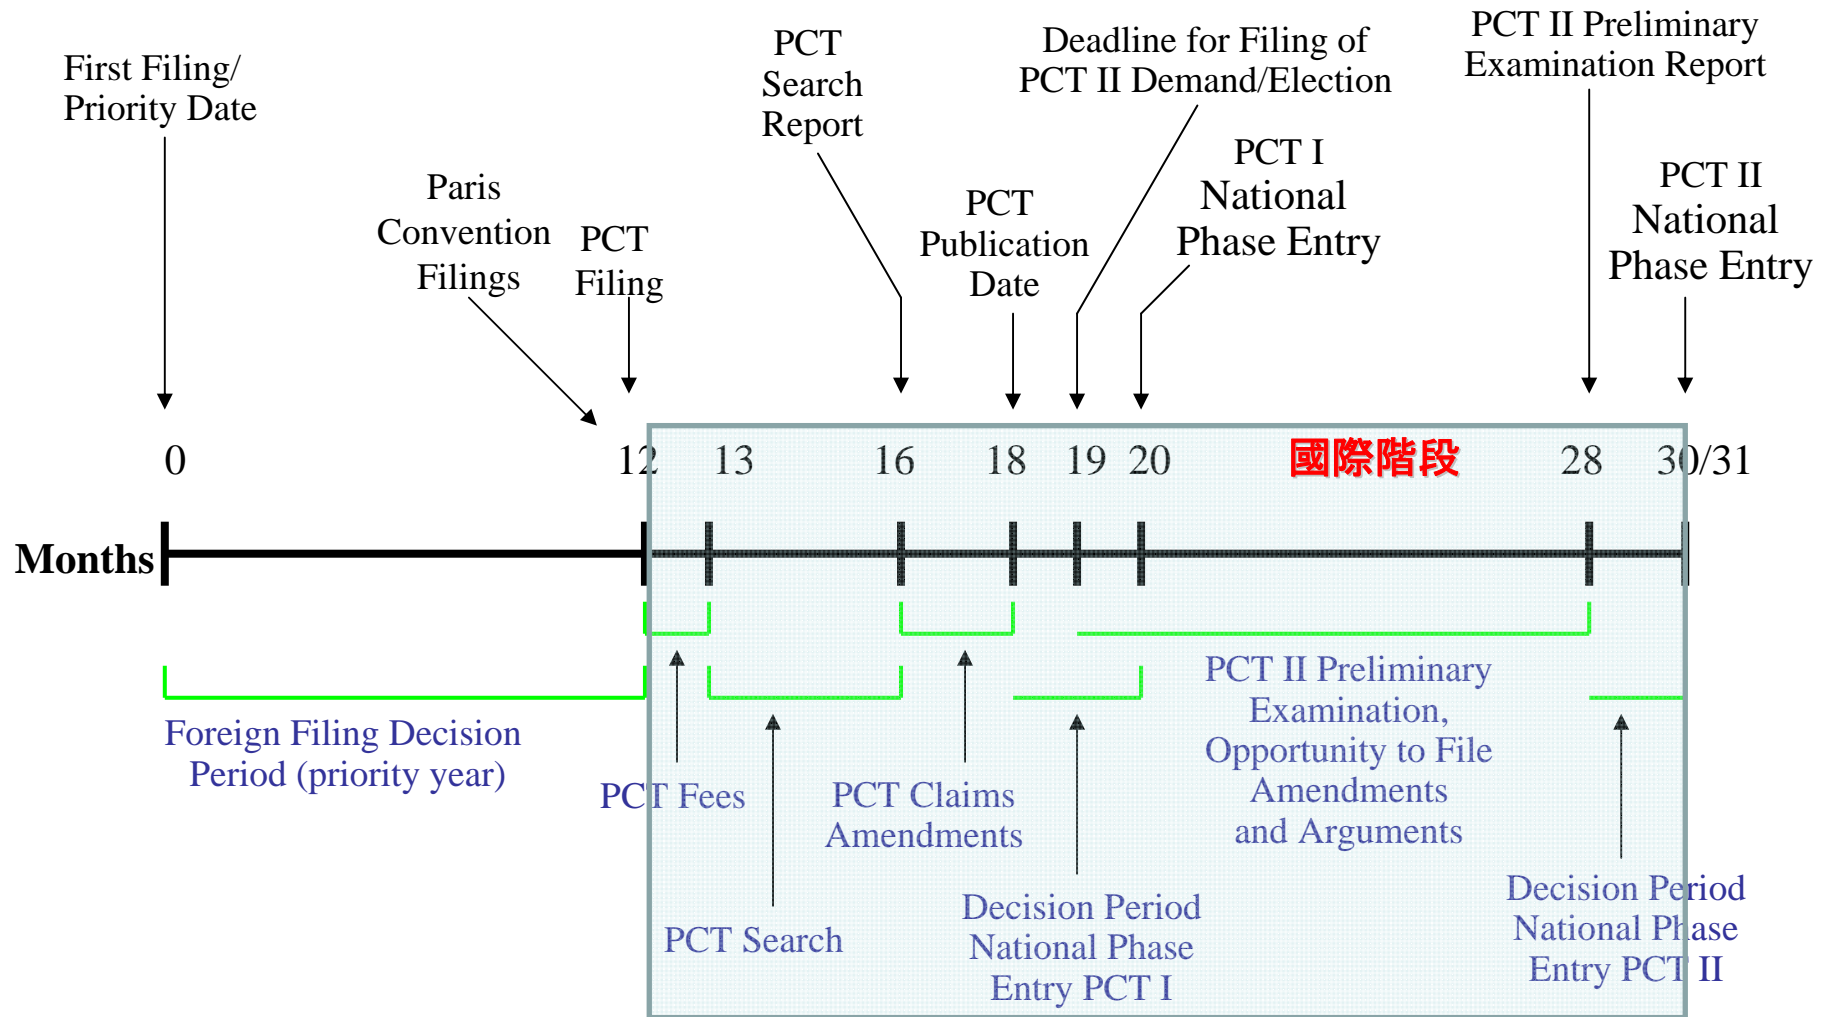 First Filing/
Priority Date
Paris
Convention
Filings
PCT
Filing
PCT
Search
Report
PCT
Publication
Date
Deadline for Filing of
PCT II Demand/Election
PCT I
National
Phase Entry
PCT II Preliminary
Examination Report
PCT II
National
Phase Entry
0 12 13 16 18 19 20 國際階段 28 30/31
Months
Foreign Filing Decision
Period (priority year)
PCT Fees
PCT Search
PCT Claims
Amendments
Decision Period
National Phase
Entry PCT I
PCT II Preliminary
Examination,
Opportunity to File
Amendments
and Arguments
Decision Period
National Phase
Entry PCT II